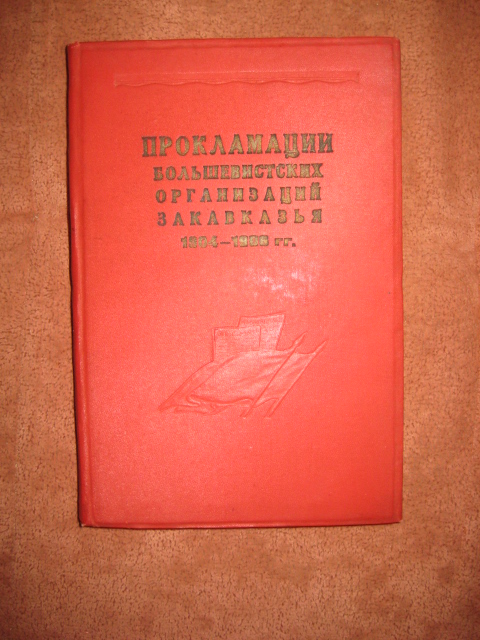 ПРОКЛАМАЦИИ
БОЛЬШЕВИСТСКИХ
ОРГАНИЗАЦИЙ
ЗАКАВКАЗЬЯ
гг.